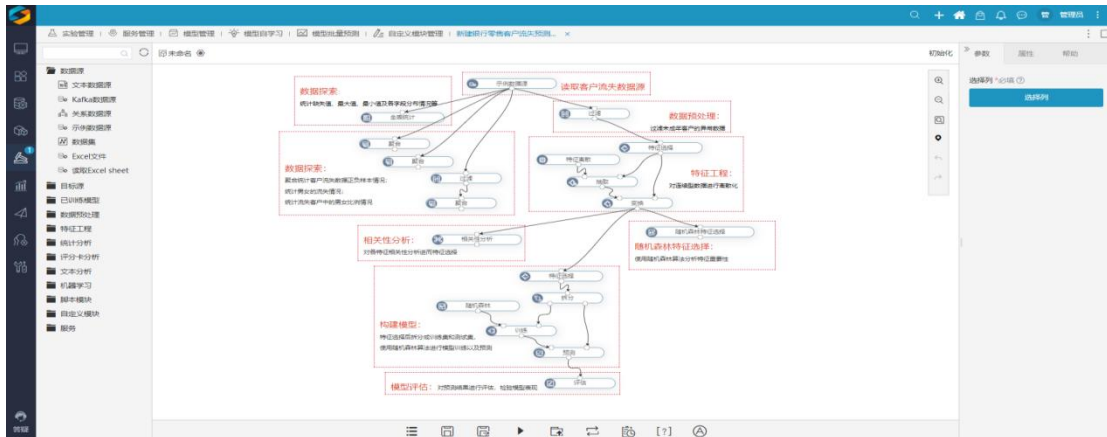 管理员
实验管理
服务管理
模型管理
模型自学习
模型批量预测
自定义模块管理
新建银行零售客户流失预测... ×
未命名
初始化
参数
属性
帮助
选择列 *必填
选择列
数据源
文本数据源
Kafka数据源
关系数据源
示例数据源
数据集
Excel文件
读取Excel sheet
目标源
已训练模型
数据预处理
特征工程
统计分析
评分卡分析
文本分析
机器学习
脚本模块
自定义模块
服务
示例数据源
读取客户流失数据源
数据探索:
统计缺失值、最大值、最小值及各字段分布情况等
全表统计
过滤
数据预处理:
过滤未成年客户的异常数据
聚合
聚合
过滤
聚合
数据探索:
聚合统计客户流失数据正负样本情况;
统计男女的流失情况;
统计流失客户中的男女比例情况
特征选择
特征离散
抽取
变换
特征工程:
对连续型数据进行离散化
相关性分析:
相关性分析
对各特征相关性分析进而特征选择
随机森林特征选择
随机森林特征选择:
使用随机森林算法分析特征重要性
特征选择
随机森林
拆分
训练
预测
构建模型:
特征选择后拆分成训练集和测试集,
使用随机森林算法进行模型训练以及预测
模型评估: 对预测结果进行评估, 检验模型表现
评估